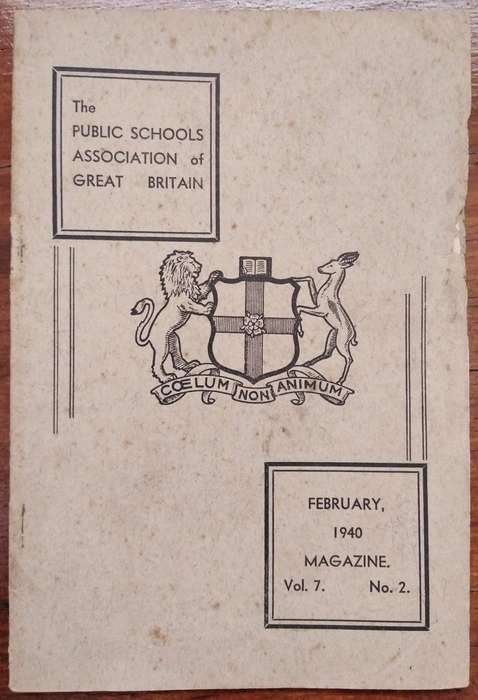 The
PUBLIC SCHOOLS
ASSOCIATION of
GREAT BRITAIN
CŒLUM NON ANIMUM
FEBRUARY,
1940
MAGAZINE.
Vol. 7. No. 2.